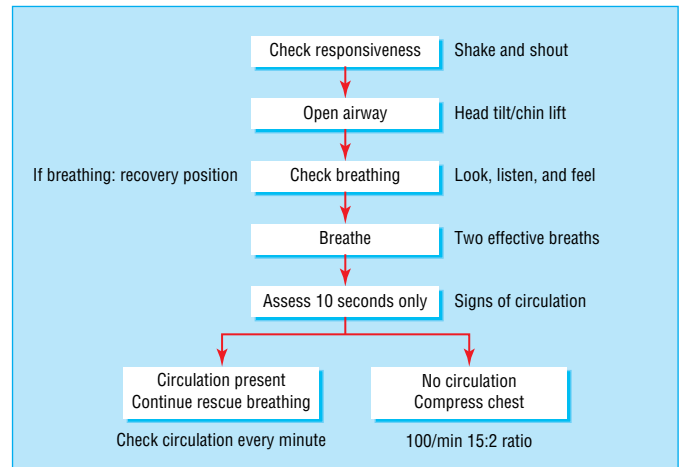 Check responsiveness
Shake and shout
Open airway
Head tilt/chin lift
If breathing: recovery position
Check breathing
Look, listen, and feel
Breathe
Two effective breaths
Assess 10 seconds only
Signs of circulation
Circulation present
Continue rescue breathing
Check circulation every minute
No circulation
Compress chest
100/min 15:2 ratio